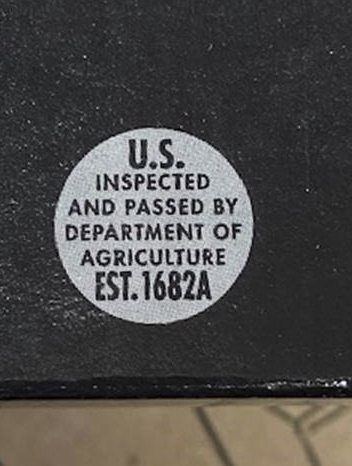 U.S.
INSPECTED
AND PASSED BY
DEPARTMENT OF
AGRICULTURE
EST.1682A